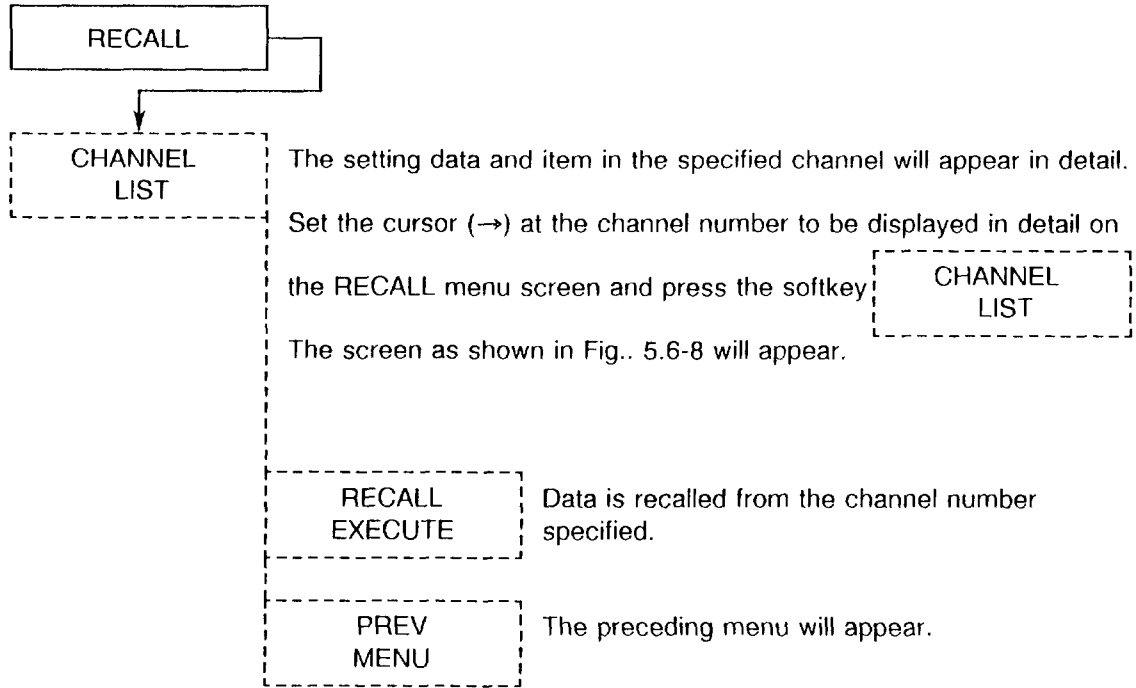 RECALL
CHANNEL
LIST
The setting data and item in the specified channel will appear in detail.
Set the cursor (→) at the channel number to be displayed in detail on
the RECALL menu screen and press the softkey
CHANNEL
LIST
The screen as shown in Fig.. 5.6-8 will appear.
RECALL
EXECUTE
Data is recalled from the channel number
specified.
PREV
MENU
The preceding menu will appear.